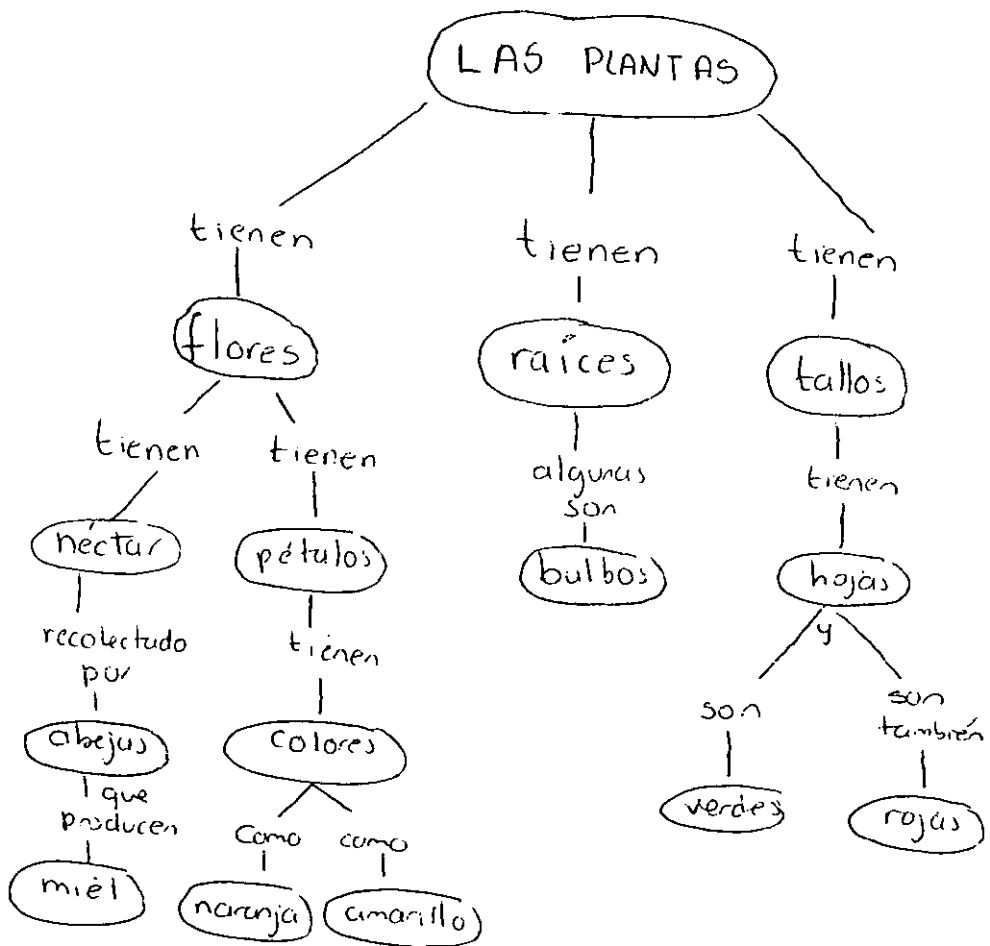 LAS PLANTAS
tienen
tienen
tienen
flores
raíces
tallos
tienen
tienen
algunas
son
tienen
néctar
pétalos
bulbos
hojas
recolectado
por
tienen
y
son
son
también
abejas
colores
verdes
rojas
que
producen
como
como
miel
naranja
amarillo